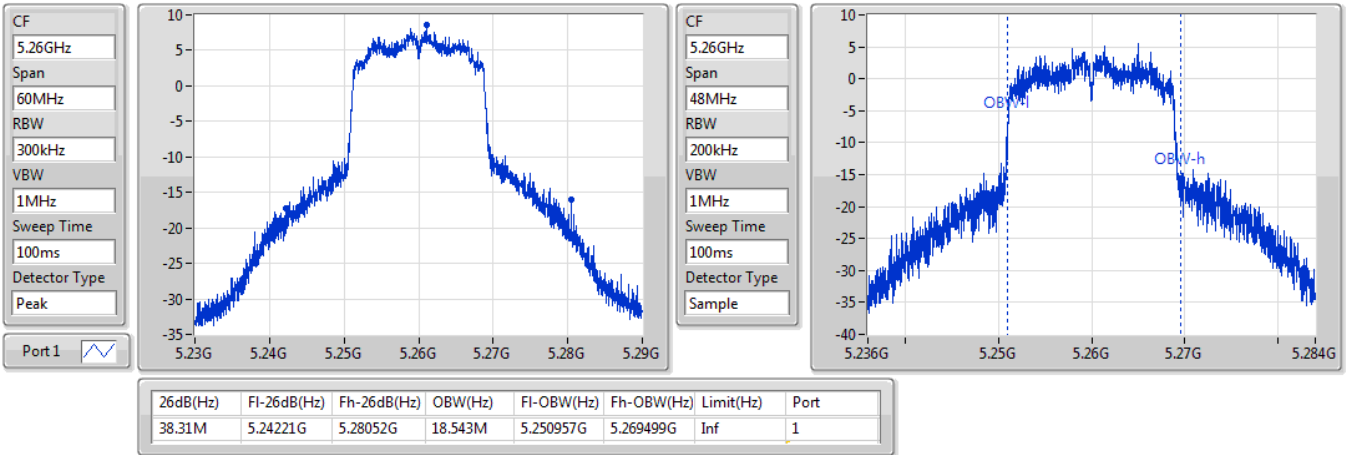 CF
5.26GHz
Span
60MHz
RBW
300kHz
VBW
1MHz
Sweep Time
100ms
Detector Type
Peak
Port 1
10
5
0
-5
-10
-15
-20
-25
-30
-35
5.23G 5.24G 5.25G 5.26G 5.27G 5.28G 5.29G
CF
5.26GHz
Span
48MHz
RBW
200kHz
VBW
1MHz
Sweep Time
100ms
Detector Type
Sample
10
5
0
-5
-10
-15
-20
-25
-30
-35
-40
OBW-l
OBW-h
5.236G 5.25G 5.26G 5.27G 5.284G
26dB(Hz) Fl-26dB(Hz) Fh-26dB(Hz) OBW(Hz) Fl-OBW(Hz) Fh-OBW(Hz) Limit(Hz) Port
38.31M 5.24221G 5.28052G 18.543M 5.250957G 5.269499G Inf 1